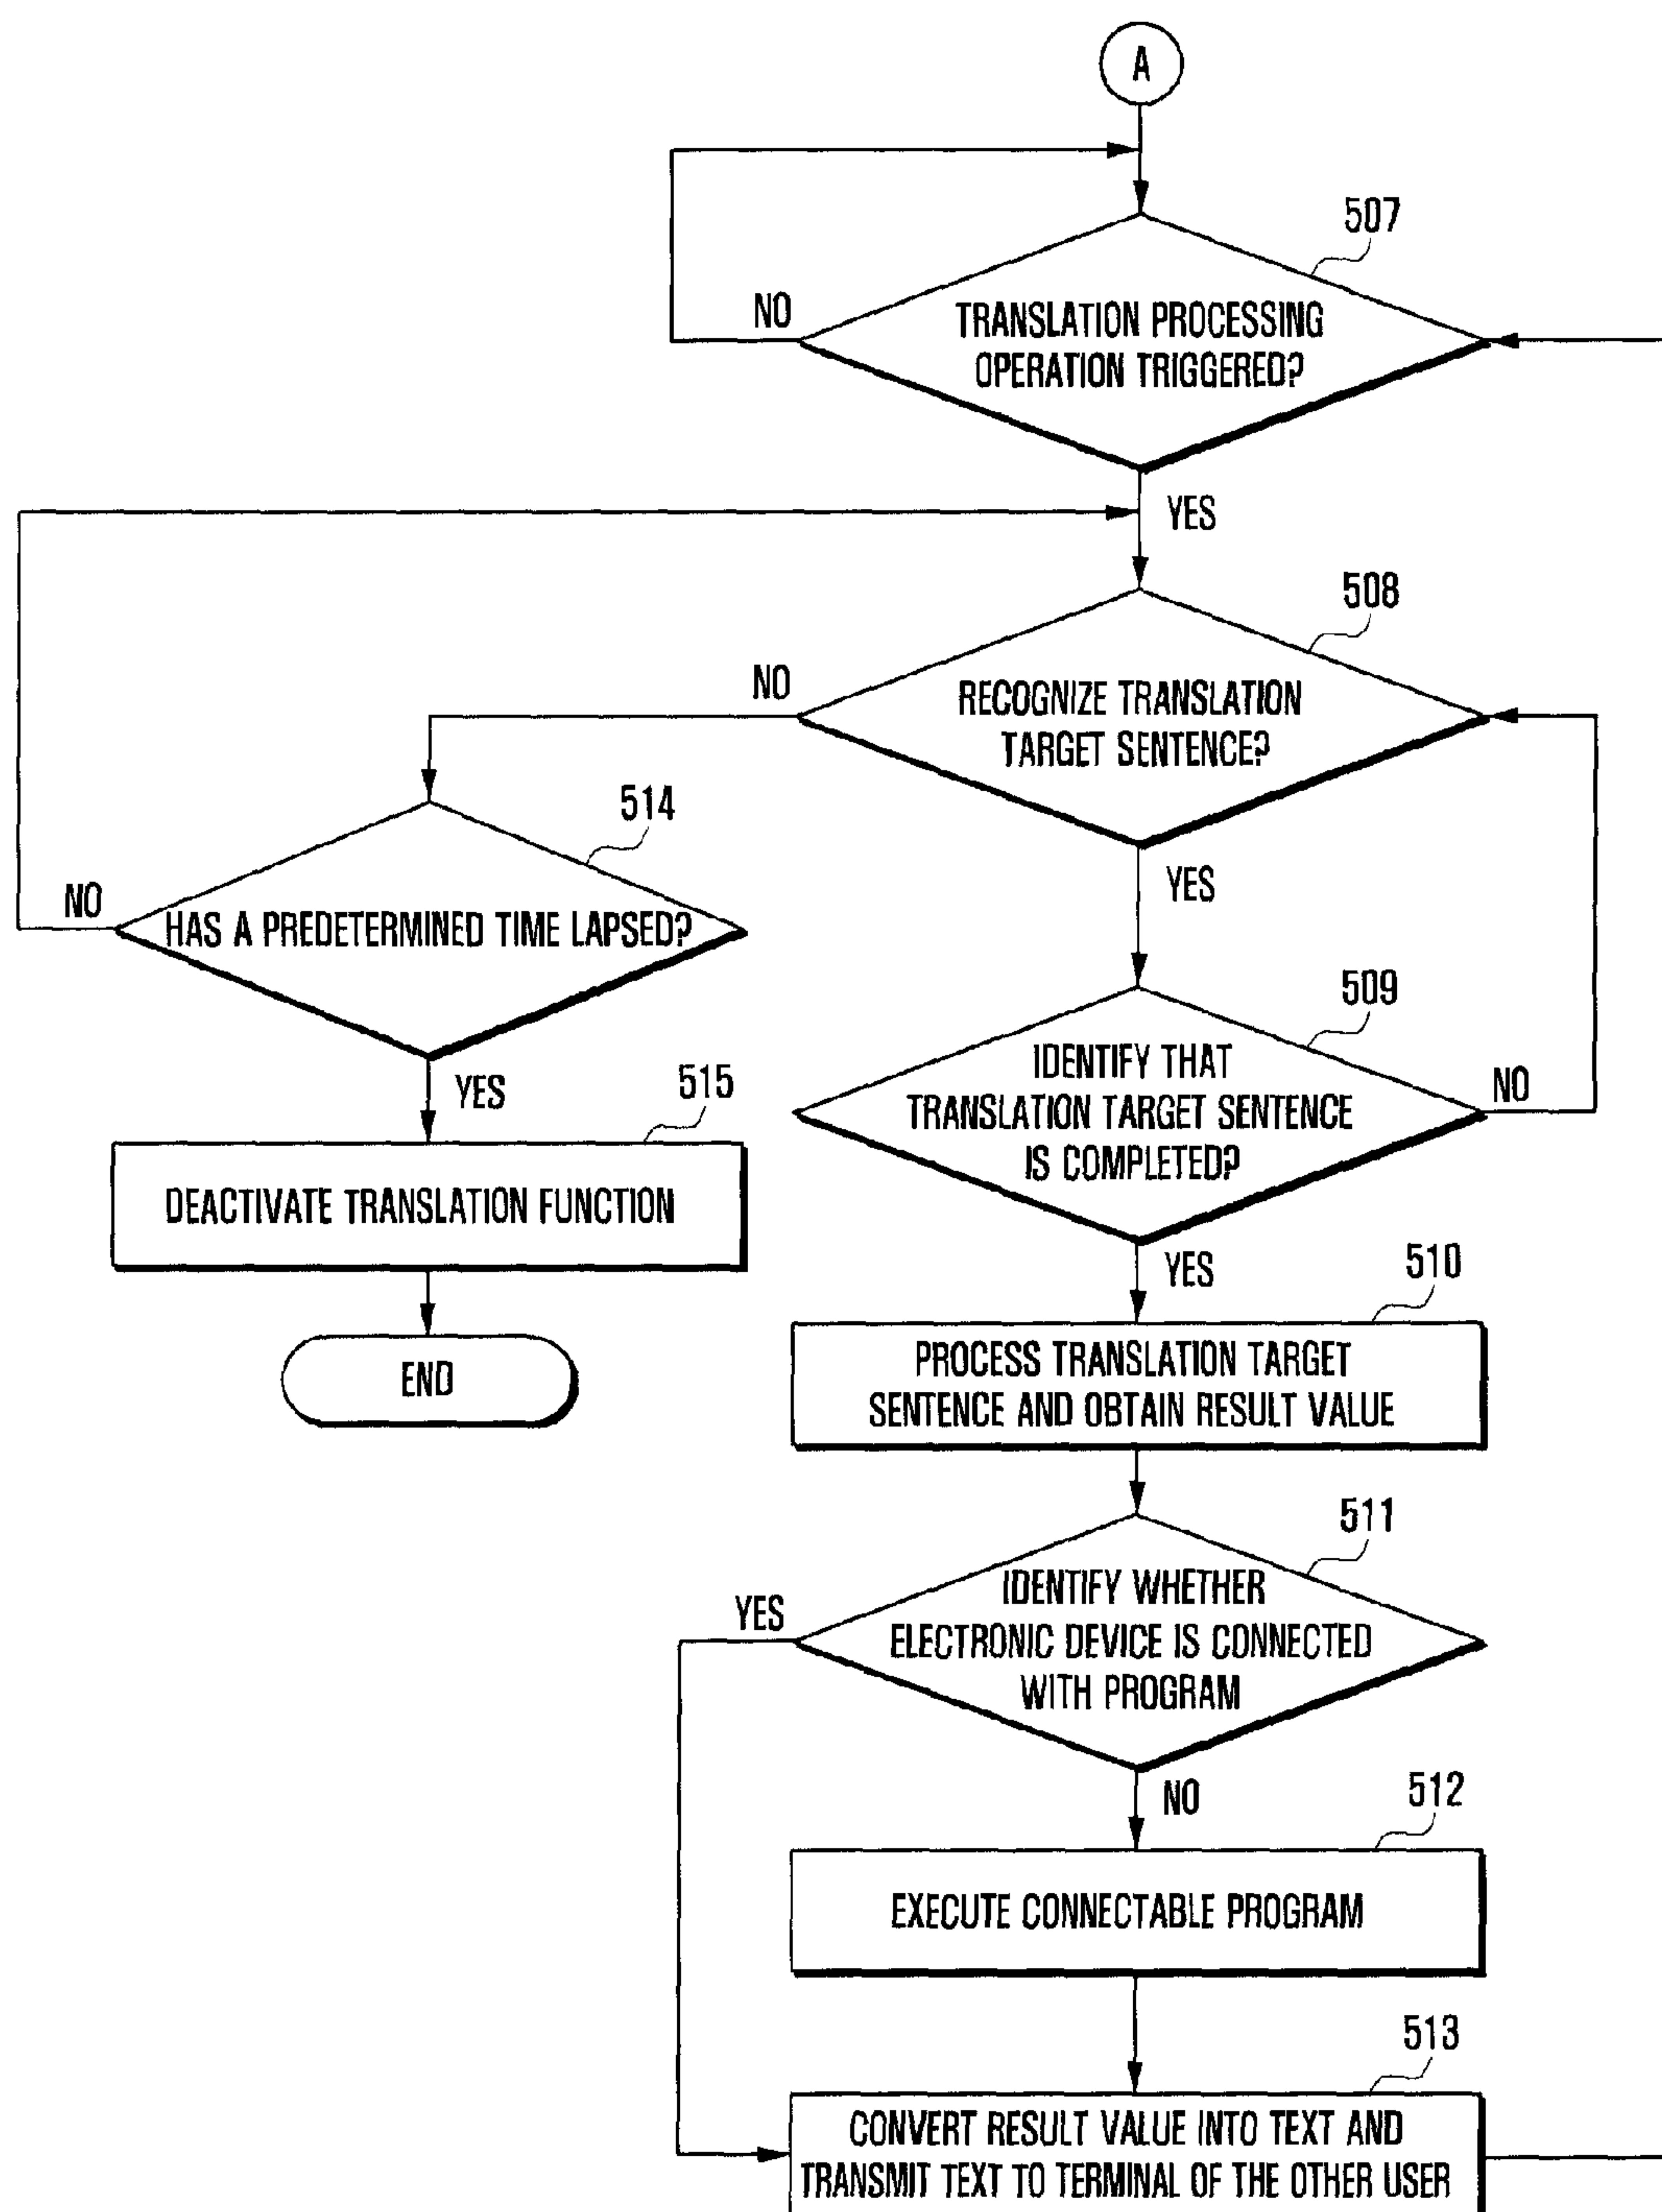 A
507
NO
TRANSLATION PROCESSING
OPERATION TRIGGERED?
YES
508
NO
RECOGNIZE TRANSLATION
TARGET SENTENCE?
514
YES
NO
HAS A PREDETERMINED TIME LAPSED?
509
IDENTIFY THAT
TRANSLATION TARGET SENTENCE
IS COMPLETED?
NO
YES
515
DEACTIVATE TRANSLATION FUNCTION
YES
510
END
PROCESS TRANSLATION TARGET
SENTENCE AND OBTAIN RESULT VALUE
511
YES
IDENTIFY WHETHER
ELECTRONIC DEVICE IS CONNECTED
WITH PROGRAM
NO
512
EXECUTE CONNECTABLE PROGRAM
513
CONVERT RESULT VALUE INTO TEXT AND
TRANSMIT TEXT TO TERMINAL OF THE OTHER USER